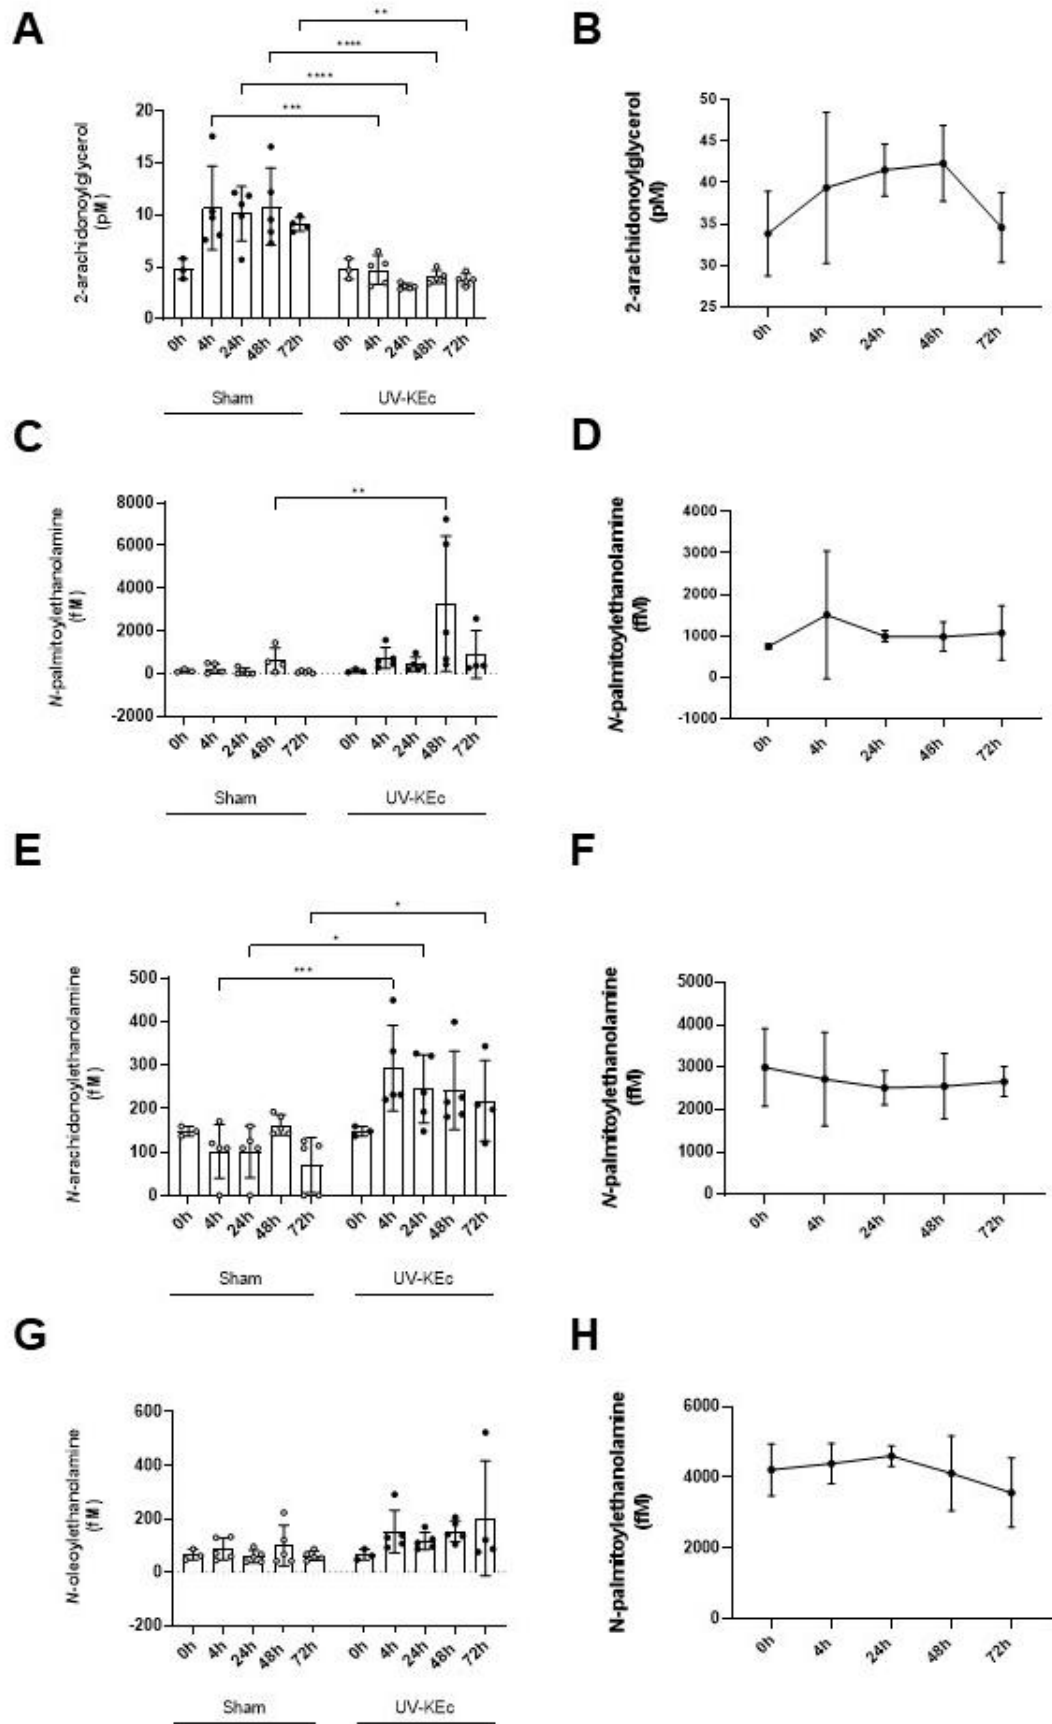 A
**
****
****
***
2-arachidonoylglycerol
(pM)
20
15
10
5
0
0h 4h 24h 48h 72h 0h 4h 24h 48h 72h
Sham UV-KEc
B
2-arachidonoylglycerol
(pM)
50
45
40
35
30
25
0h 4h 24h 48h 72h
C
**
N-palmitoylethanolamine
(fM)
8000
6000
4000
2000
0
-2000
0h 4h 24h 48h 72h 0h 4h 24h 48h 72h
Sham UV-KEc
D
N-palmitoylethanolamine
(fM)
4000
3000
2000
1000
0
-1000
0h 4h 24h 48h 72h
E
*
*
***
N-arachidonoylethanolamine
(fM)
500
400
300
200
100
0
0h 4h 24h 48h 72h 0h 4h 24h 48h 72h
Sham UV-KEc
F
N-palmitoylethanolamine
(fM)
5000
4000
3000
2000
1000
0
0h 4h 24h 48h 72h
G
N-oleoylethanolamine
(fM)
600
400
200
0
-200
0h 4h 24h 48h 72h 0h 4h 24h 48h 72h
Sham UV-KEc
H
N-palmitoylethanolamine
(fM)
6000
4000
2000
0
0h 4h 24h 48h 72h